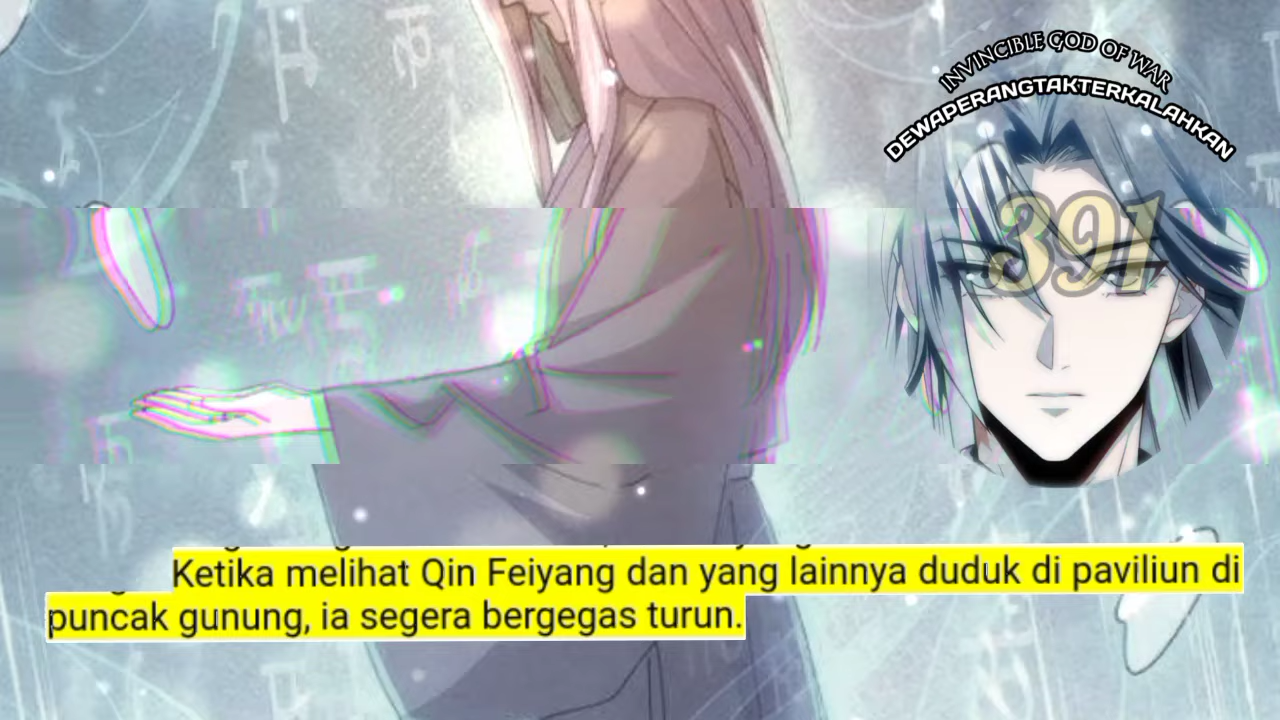 INVINCIBLE GOD OF WAR
DEWAPERANGTAKTERKALAHKAN
391
Ketika melihat Qin Feiyang dan yang lainnya duduk di paviliun di
puncak gunung, ia segera bergegas turun.